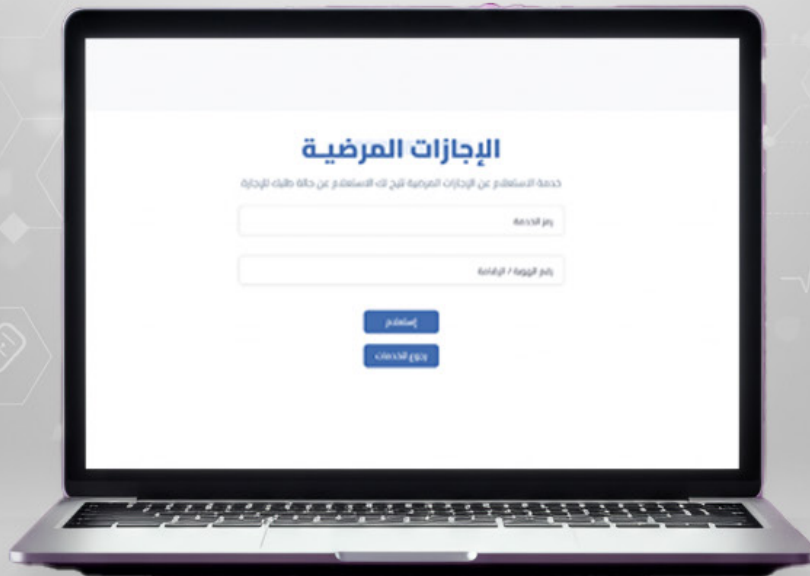 الإجازات المرضيـة
خدمة الاستعلام عن الإجازات المرضية تتيح لك الاستعلام عن حالة طلبك للإجازة
رمز الخدمة
رقم الهوية / الإقامة
إستعلام
رجوع للخدمات